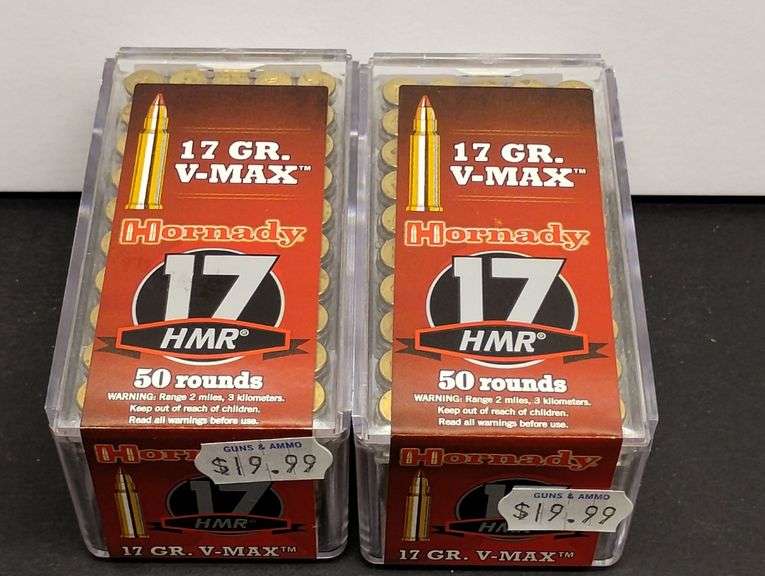 17 GR.
V-MAX™
Hornady
17
HMR®
50 rounds
WARNING: Range 2 miles, 3 kilometers.
Keep out of reach of children.
Read all warnings before use.
GUNS & AMMO
$19.99
17
HMR
17 GR. V-MAX™
17 GR.
V-MAX™
Hornady
17
HMR®
50 rounds
WARNING: Range 2 miles, 3 kilometers.
Keep out of reach of children.
Read all warnings before use.
Hornady
GUNS & AMMO
$19.99
HMR
17 GR. V-MAX™